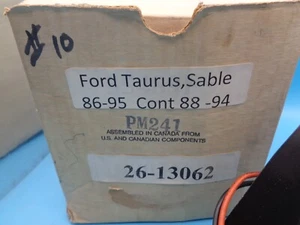 #10
Ford Taurus,Sable
86-95 Cont 88 -94
PM241
ASSEMBLED IN CANADA FROM
U.S. AND CANADIAN COMPONENTS
26-13062